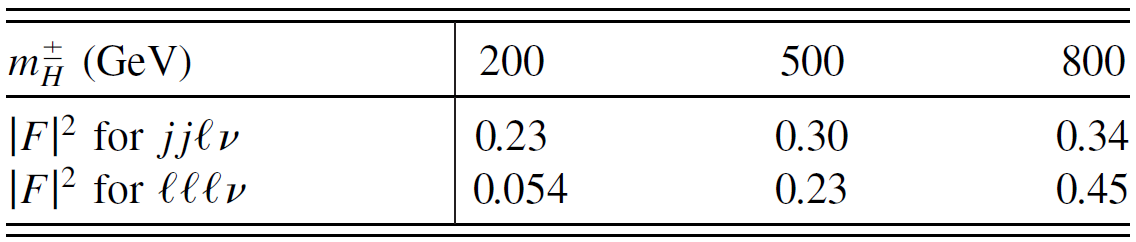 m_H^± (GeV) 200 500 800
|F|² for jjℓν 0.23 0.30 0.34
|F|² for ℓℓℓν 0.054 0.23 0.45